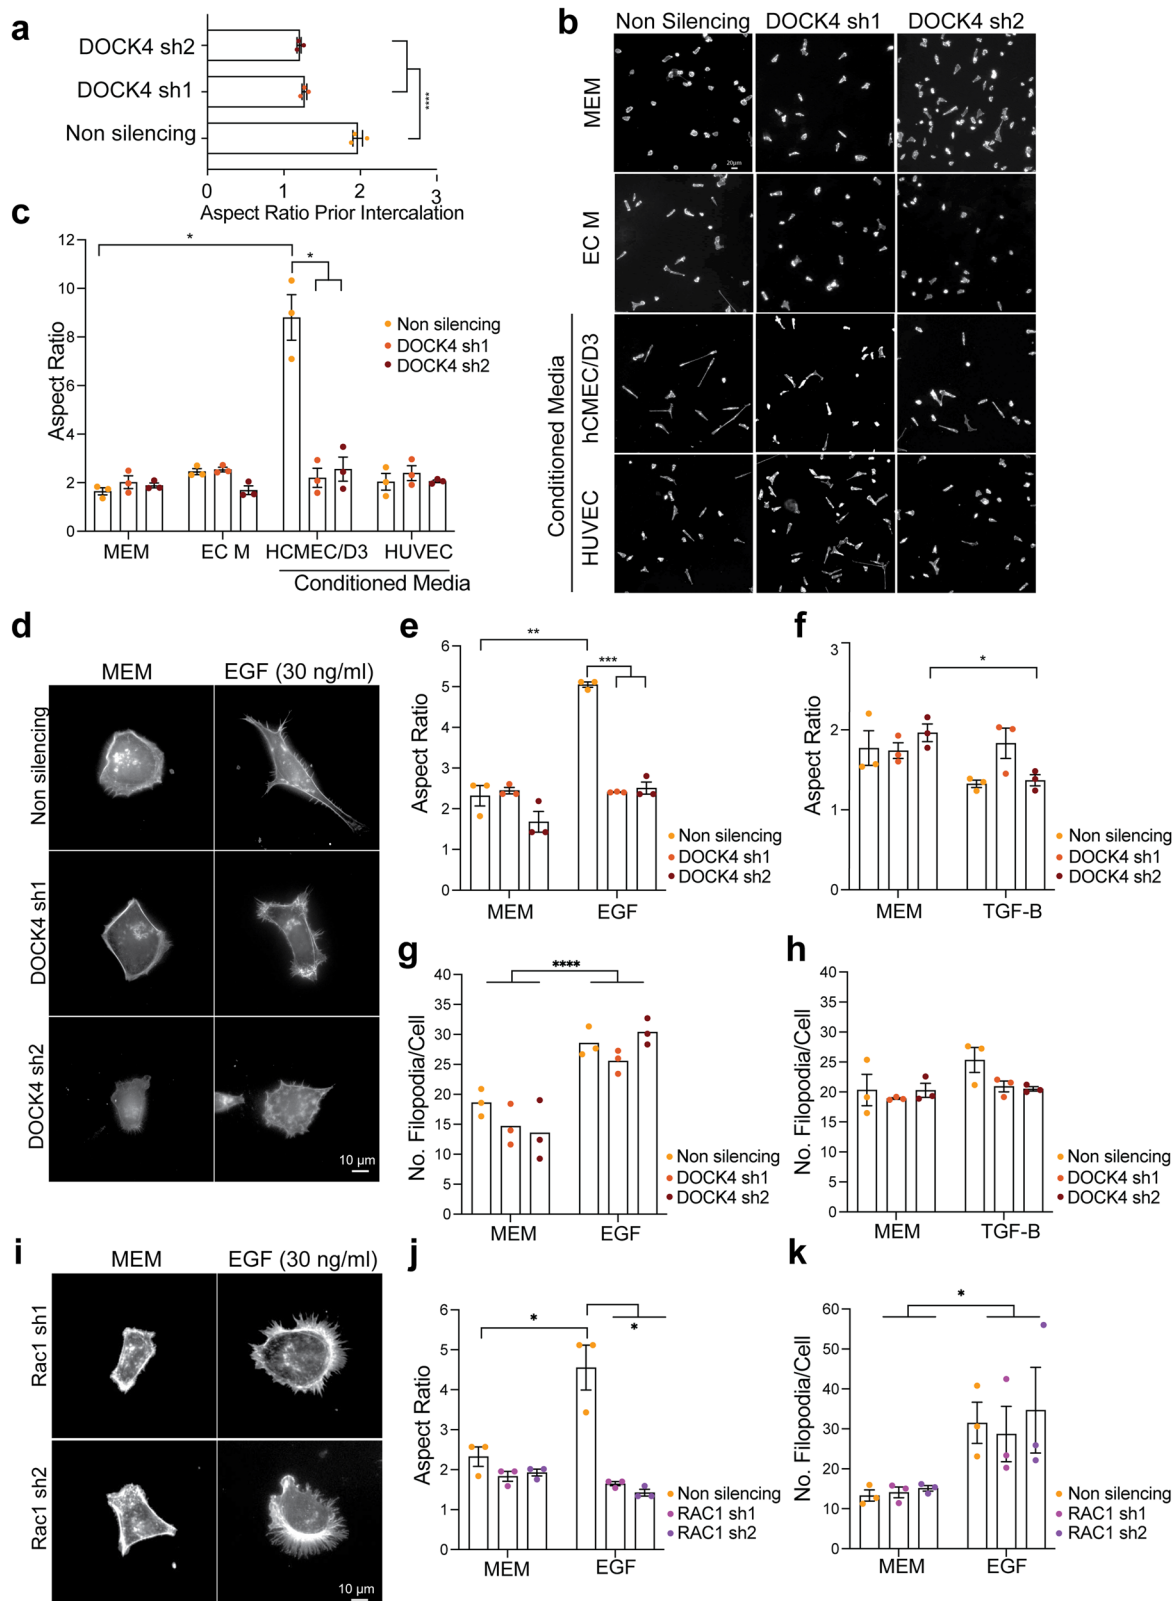 a
DOCK4 sh2
DOCK4 sh1
Non silencing
****
0
1
2
3
Aspect Ratio Prior Intercalation
b
Non Silencing
DOCK4 sh1
DOCK4 sh2
MEM
EC M
hCMEC/D3
HUVEC
Conditioned Media
20µm
c
12
10
8
6
4
2
0
Aspect Ratio
*
*
Non silencing
DOCK4 sh1
DOCK4 sh2
MEM
EC M
HCMEC/D3
HUVEC
Conditioned Media
d
MEM
EGF (30 ng/ml)
Non silencing
DOCK4 sh1
DOCK4 sh2
10 µm
e
6
5
4
3
2
1
0
Aspect Ratio
**
***
Non silencing
DOCK4 sh1
DOCK4 sh2
MEM
EGF
f
3
2
1
0
Aspect Ratio
*
Non silencing
DOCK4 sh1
DOCK4 sh2
MEM
TGF-B
g
40
35
30
25
20
15
10
5
0
No. Filopodia/Cell
****
Non silencing
DOCK4 sh1
DOCK4 sh2
MEM
EGF
h
40
35
30
25
20
15
10
5
0
No. Filopodia/Cell
Non silencing
DOCK4 sh1
DOCK4 sh2
MEM
TGF-B
i
MEM
EGF (30 ng/ml)
Rac1 sh1
Rac1 sh2
10 µm
j
6
5
4
3
2
1
0
Aspect Ratio
*
*
Non silencing
RAC1 sh1
RAC1 sh2
MEM
EGF
k
60
50
40
30
20
10
0
No. Filopodia/Cell
*
Non silencing
RAC1 sh1
RAC1 sh2
MEM
EGF